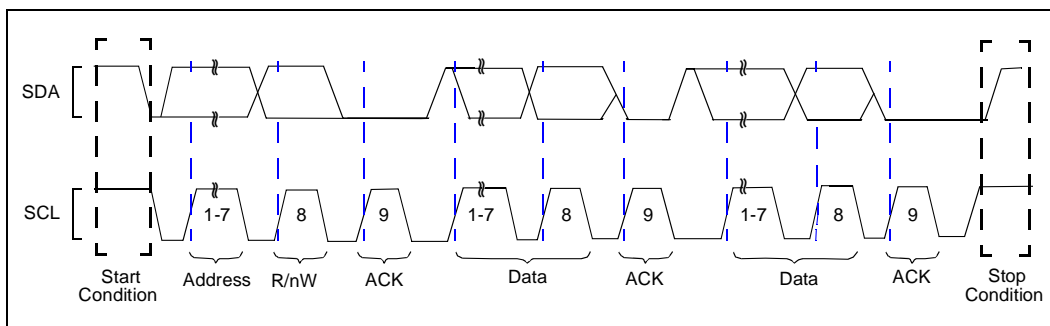 SDA
SCL
1-7
8
9
1-7
8
9
1-7
8
9
Start
Condition
Address
R/nW
ACK
Data
ACK
Data
ACK
Stop
Condition